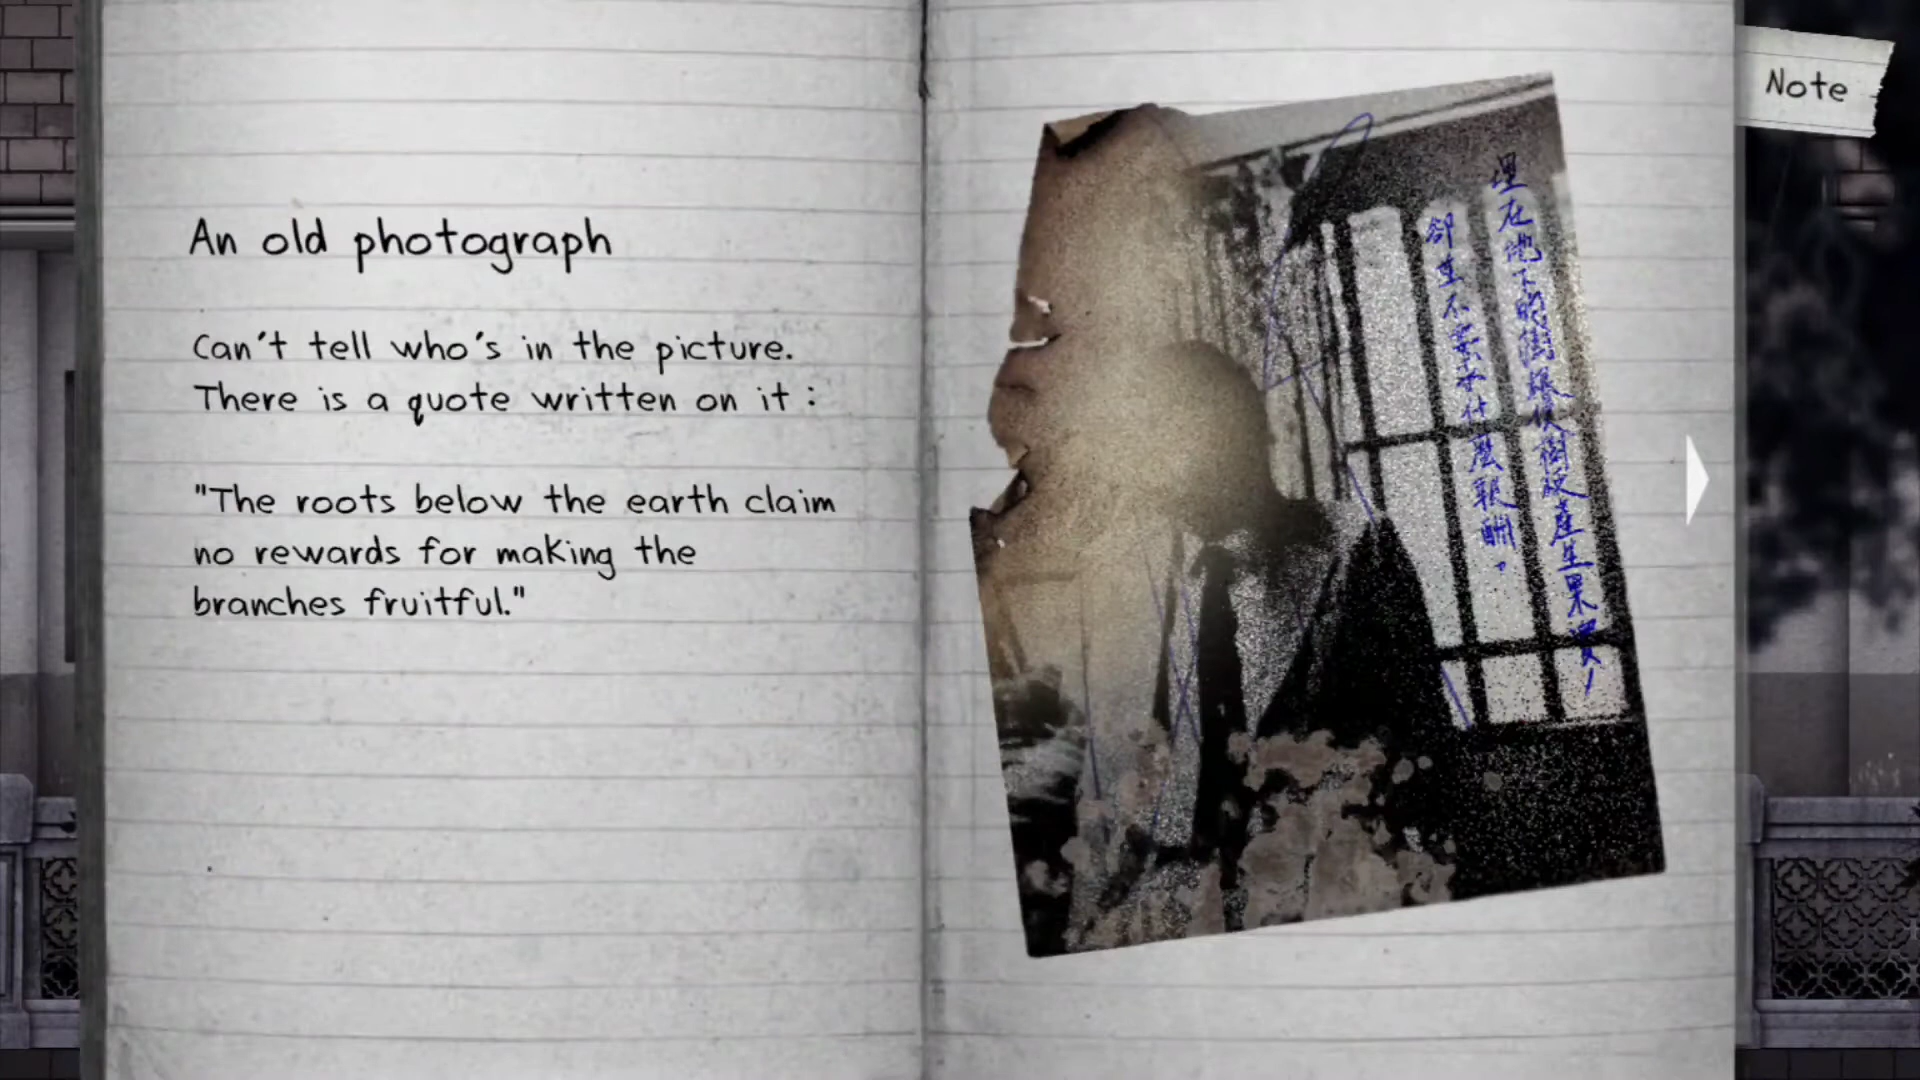 An old photograph
Can't tell who's in the picture.
There is a quote written on it :
"The roots below the earth claim
no rewards for making the
branches fruitful."
埋在地下的樹根使樹枝產生果實,
卻並不要求什麼報酬。
Note